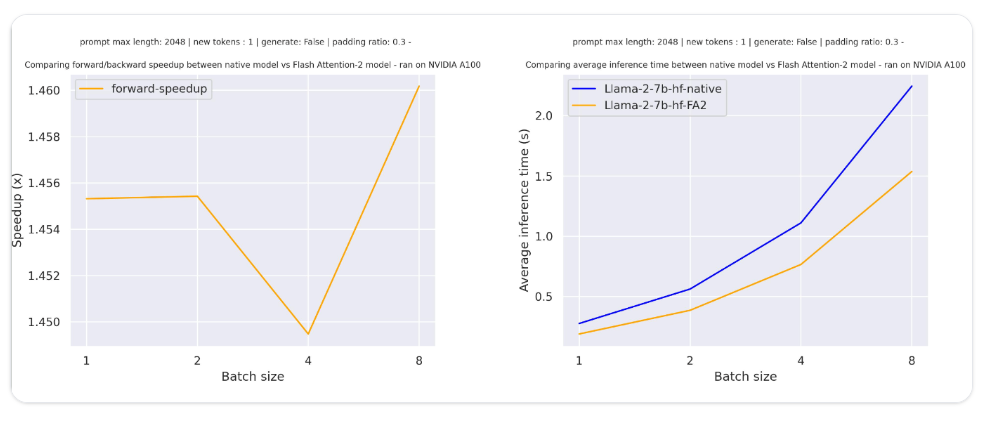 prompt max length: 2048 | new tokens : 1 | generate: False | padding ratio: 0.3 -
Comparing forward/backward speedup between native model vs Flash Attention-2 model - ran on NVIDIA A100
forward-speedup
1.460
1.458
1.456
1.454
1.452
1.450
Speedup (x)
1 2 4 8
Batch size
prompt max length: 2048 | new tokens : 1 | generate: False | padding ratio: 0.3 -
Comparing average inference time between native model vs Flash Attention-2 model - ran on NVIDIA A100
Llama-2-7b-hf-native
Llama-2-7b-hf-FA2
2.0
1.5
1.0
0.5
Average inference time (s)
1 2 4 8
Batch size